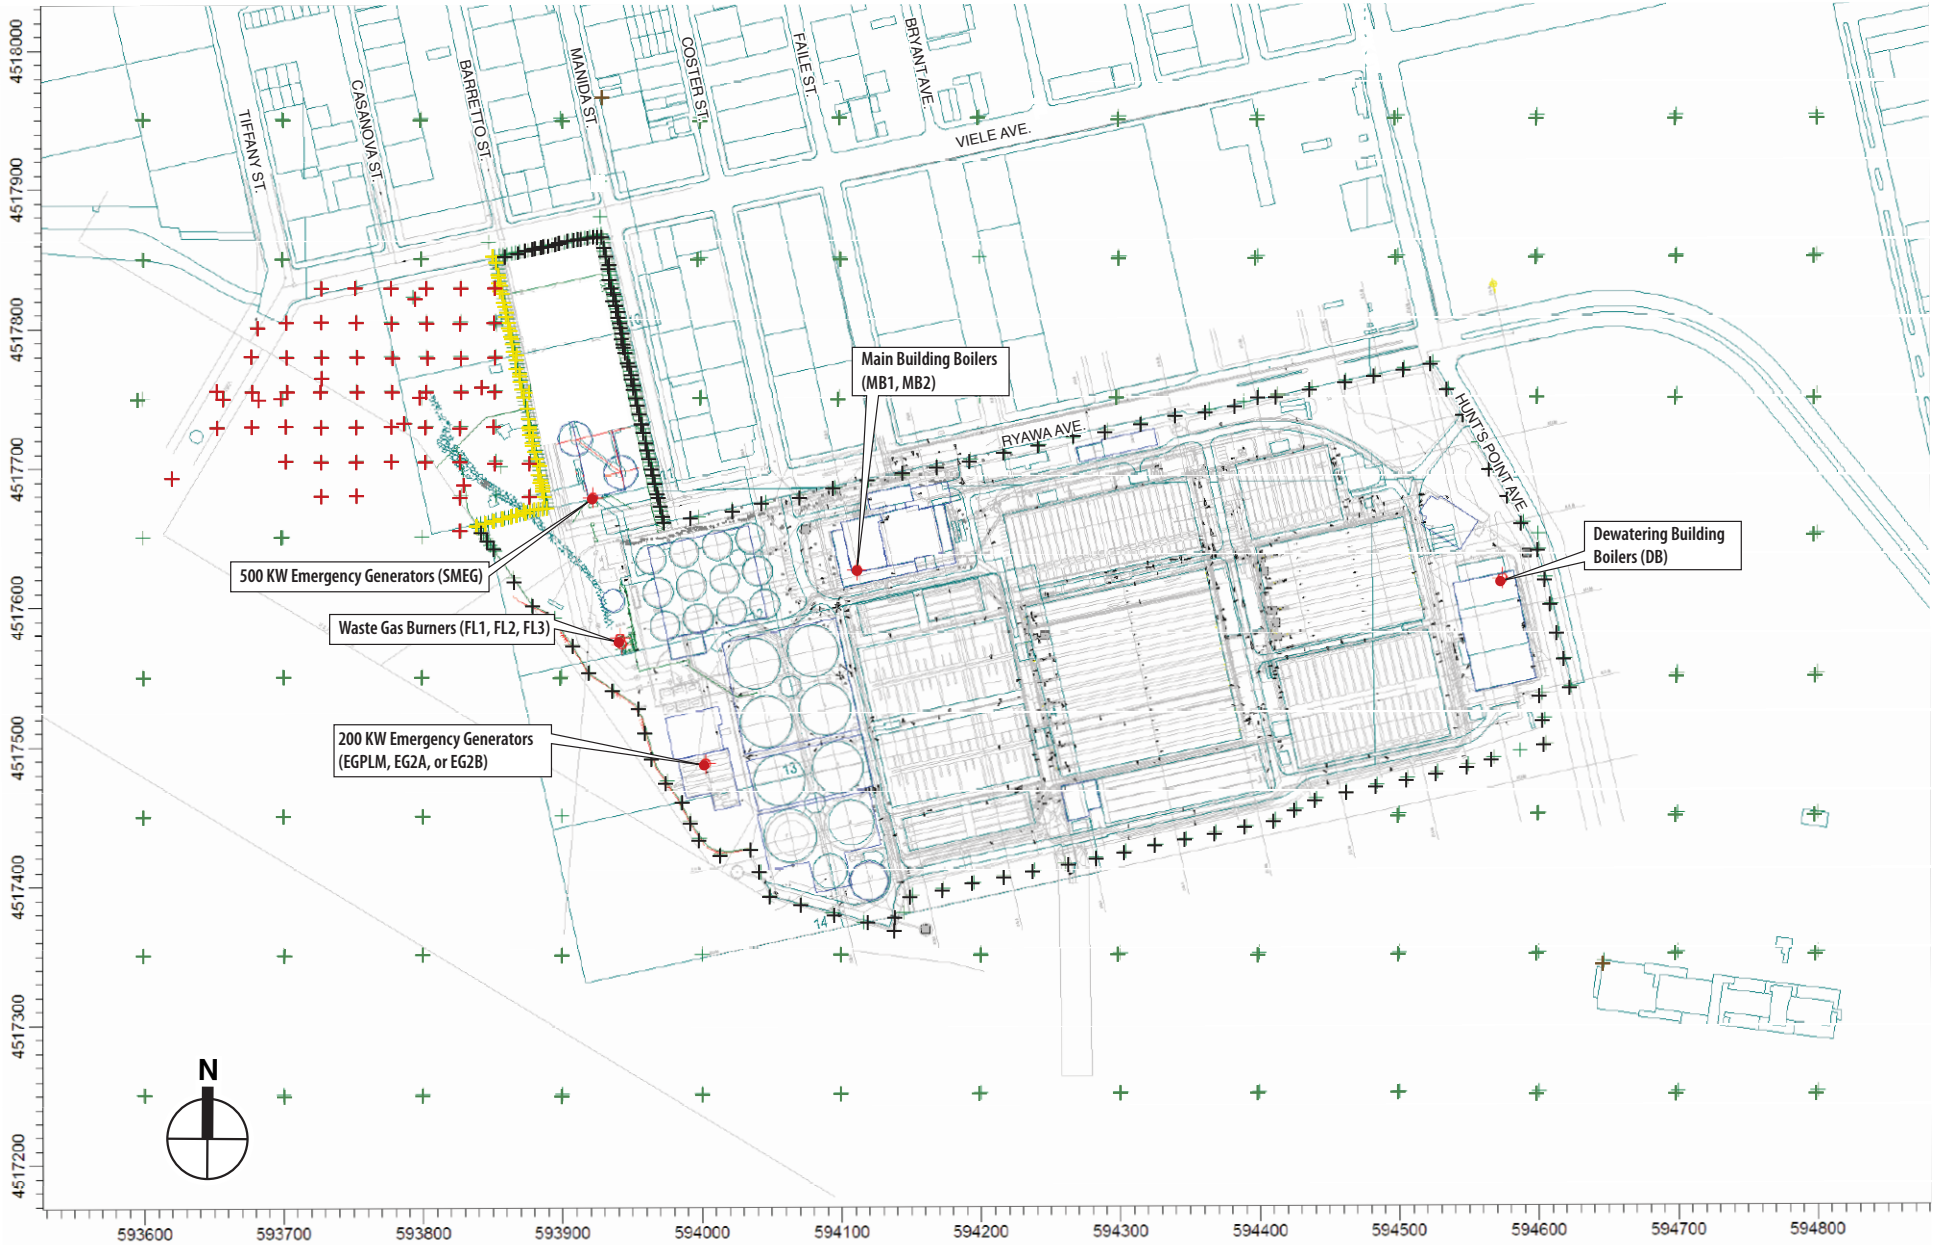 4518000
4517900
4517800
4517700
4517600
4517500
4517400
4517300
4517200
TIFFANY ST.
CASANOVA ST.
BARRETTO ST.
MANIDA ST.
COSTER ST.
FAILE ST.
BRYANT AVE.
VIELE AVE.
RYAWA AVE.
HUNT'S POINT AVE.
Main Building Boilers
(MB1, MB2)
Dewatering Building
Boilers (DB)
500 KW Emergency Generators (SMEG)
Waste Gas Burners (FL1, FL2, FL3)
200 KW Emergency Generators
(EGPLM, EG2A, or EG2B)
12
13
14
N
593600 593700 593800 593900 594000 594100 594200 594300 594400 594500 594600 594700 594800